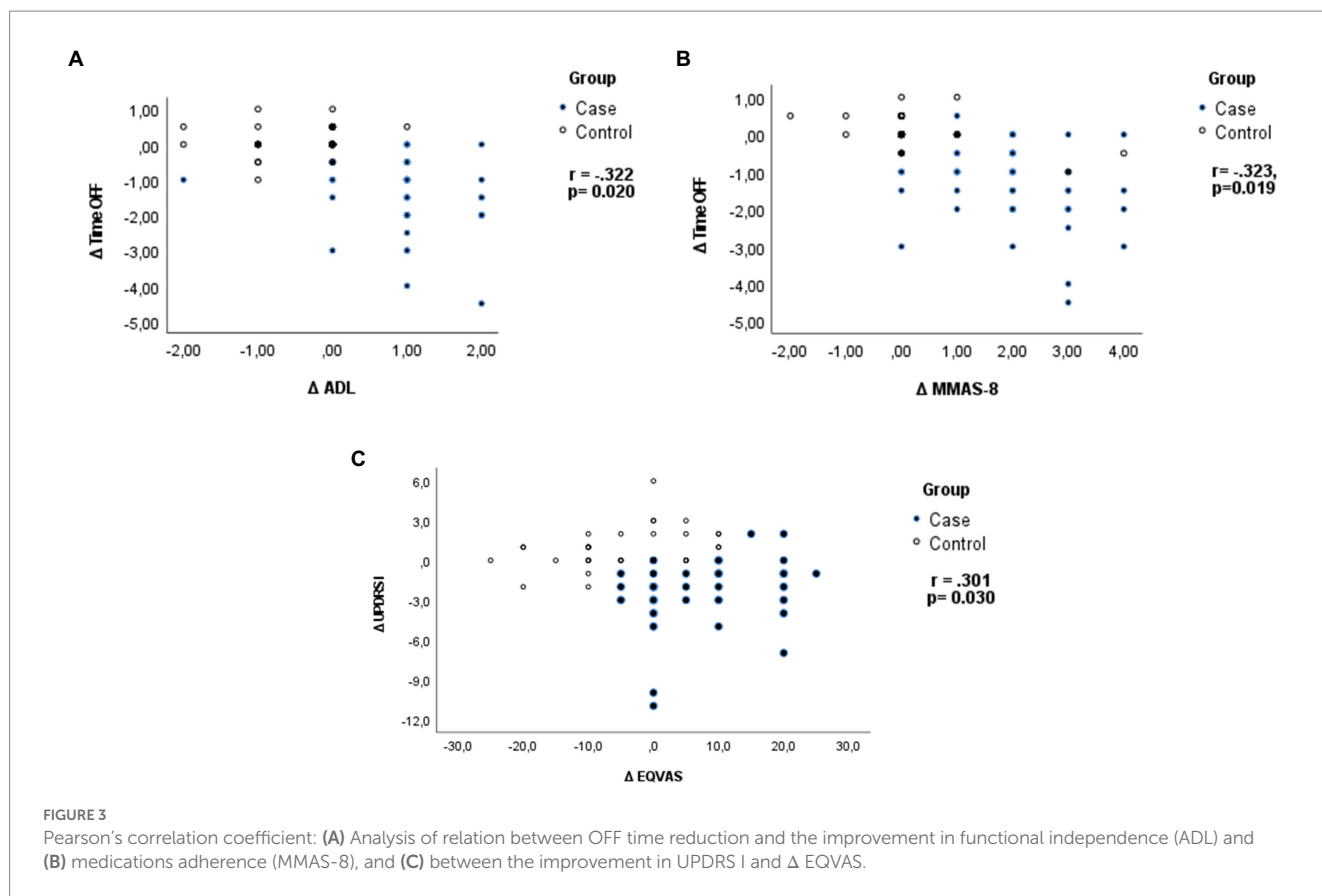 A
Δ Time OFF
1,00
,00
-1,00
-2,00
-3,00
-4,00
-5,00
-2,00 -1,00 ,00 1,00 2,00
Δ ADL
Group
Case
Control
r = -.322
p= 0.020
B
Δ Time OFF
1,00
,00
-1,00
-2,00
-3,00
-4,00
-5,00
-2,00 -1,00 ,00 1,00 2,00 3,00 4,00
Δ MMAS-8
Group
Case
Control
r= -.323,
p=0.019
C
Δ UPDRS I
6,0
3,0
,0
-3,0
-6,0
-9,0
-12,0
-30,0 -20,0 -10,0 ,0 10,0 20,0 30,0
Δ EQVAS
Group
Case
Control
r = .301
p= 0.030
FIGURE 3
Pearson's correlation coefficient: (A) Analysis of relation between OFF time reduction and the improvement in functional independence (ADL) and
(B) medications adherence (MMAS-8), and (C) between the improvement in UPDRS I and Δ EQVAS.